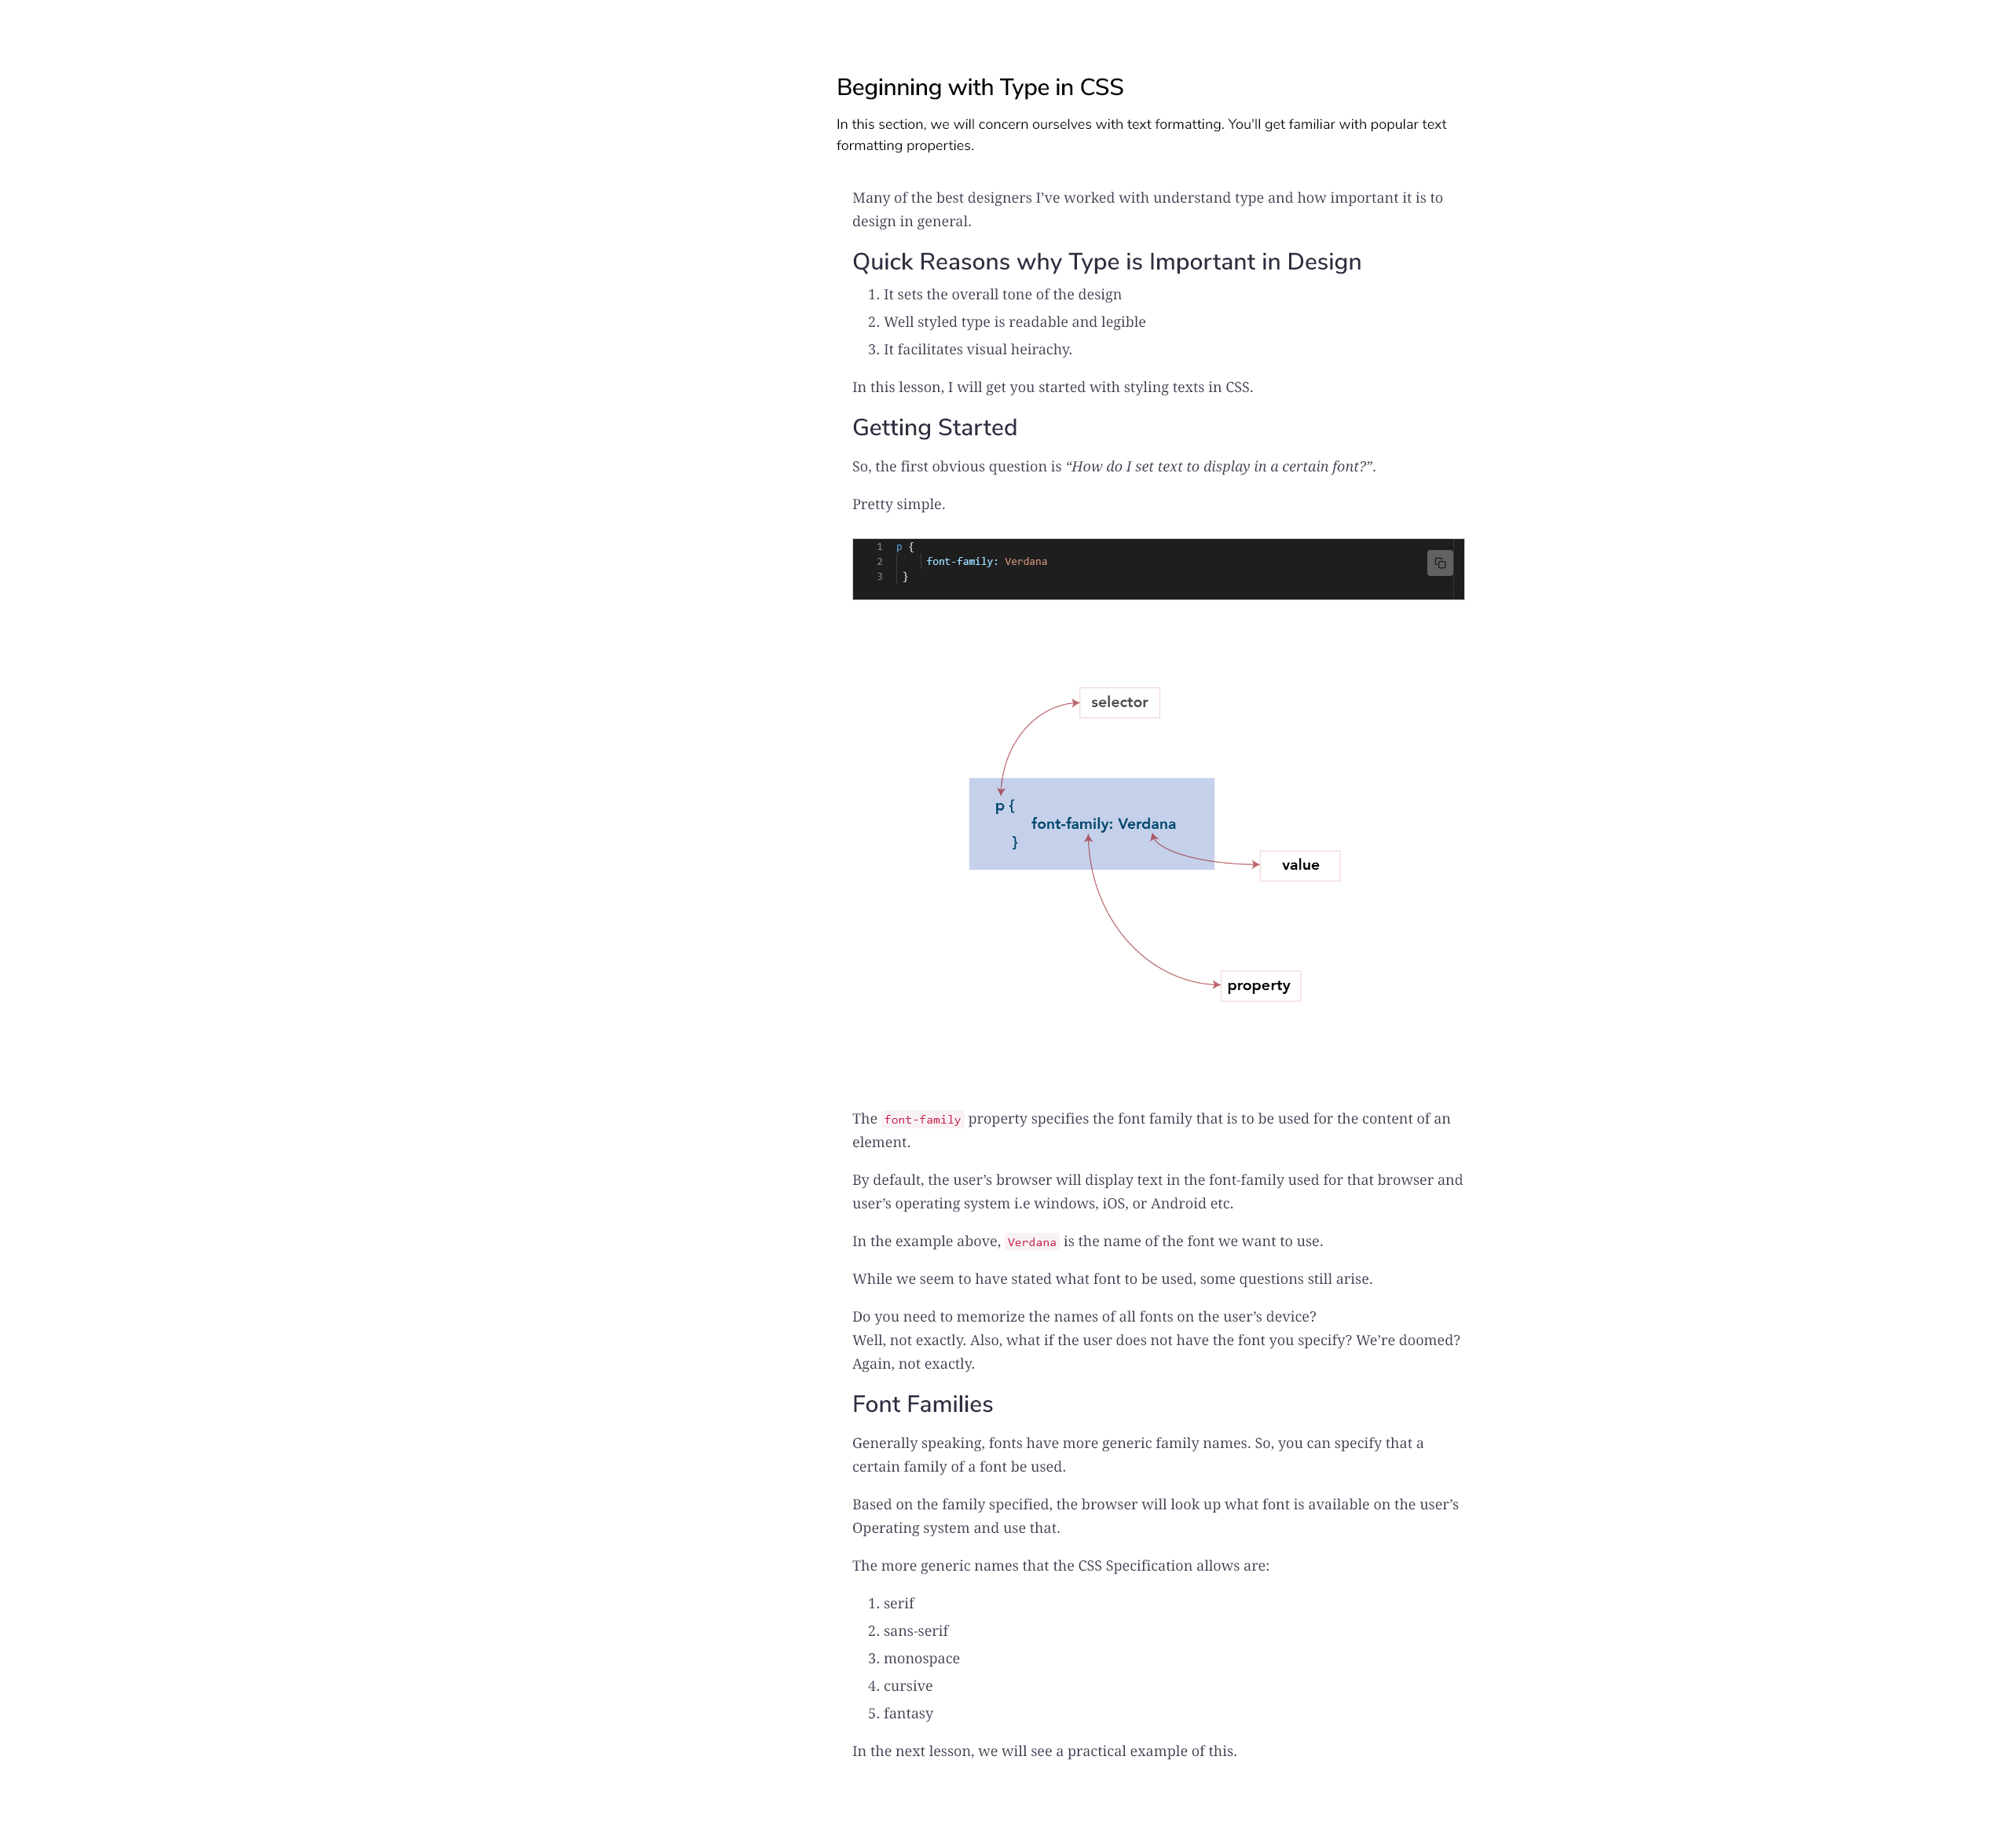 Beginning with Type in CSS
In this section, we will concern ourselves with text formatting. You'll get familiar with popular text
formatting properties.
Many of the best designers I’ve worked with understand type and how important it is to
design in general.
Quick Reasons why Type is Important in Design
1. It sets the overall tone of the design
2. Well styled type is readable and legible
3. It facilitates visual heirachy.
In this lesson, I will get you started with styling texts in CSS.
Getting Started
So, the first obvious question is “How do I set text to display in a certain font?”.
Pretty simple.
1 p {
2 font-family: Verdana
3 }
selector
p {
font-family: Verdana
}
value
property
The font-family property specifies the font family that is to be used for the content of an
element.
By default, the user’s browser will display text in the font-family used for that browser and
user’s operating system i.e windows, iOS, or Android etc.
In the example above, Verdana is the name of the font we want to use.
While we seem to have stated what font to be used, some questions still arise.
Do you need to memorize the names of all fonts on the user’s device?
Well, not exactly. Also, what if the user does not have the font you specify? We’re doomed?
Again, not exactly.
Font Families
Generally speaking, fonts have more generic family names. So, you can specify that a
certain family of a font be used.
Based on the family specified, the browser will look up what font is available on the user’s
Operating system and use that.
The more generic names that the CSS Specification allows are:
1. serif
2. sans-serif
3. monospace
4. cursive
5. fantasy
In the next lesson, we will see a practical example of this.